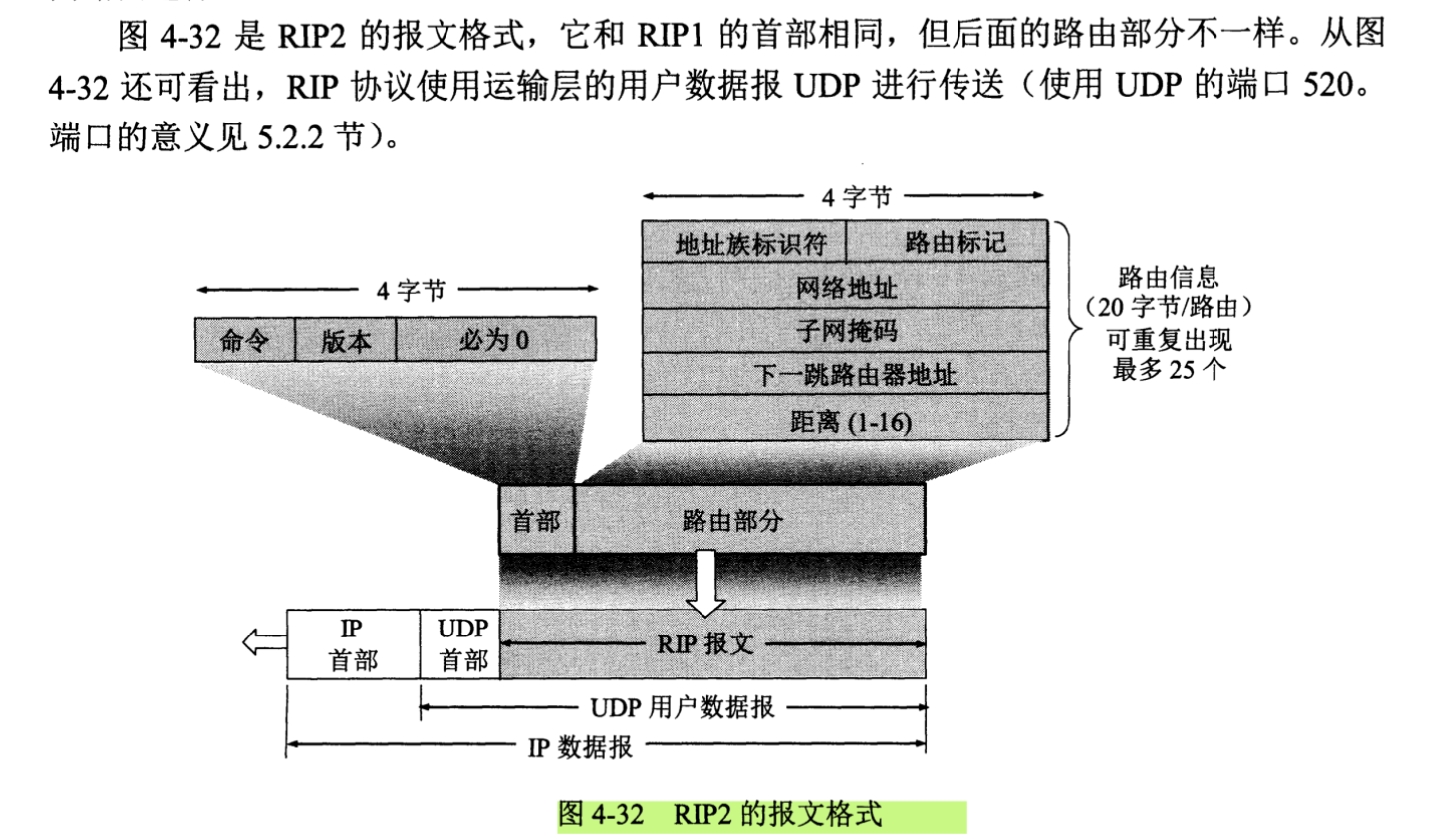 图 4-32 是 RIP2 的报文格式，它和 RIP1 的首部相同，但后面的路由部分不一样。从图
4-32 还可看出，RIP 协议使用运输层的用户数据报 UDP 进行传送（使用 UDP 的端口 520。
端口的意义见 5.2.2 节）。
4 字节
地址族标识符 路由标记
网络地址
子网掩码
下一跳路由器地址
距离 (1-16)
路由信息
（20 字节/路由）
可重复出现
最多 25 个
4 字节
命令 版本 必为 0
首部 路由部分
IP
首部
UDP
首部
RIP 报文
UDP 用户数据报
IP 数据报
图 4-32 RIP2 的报文格式